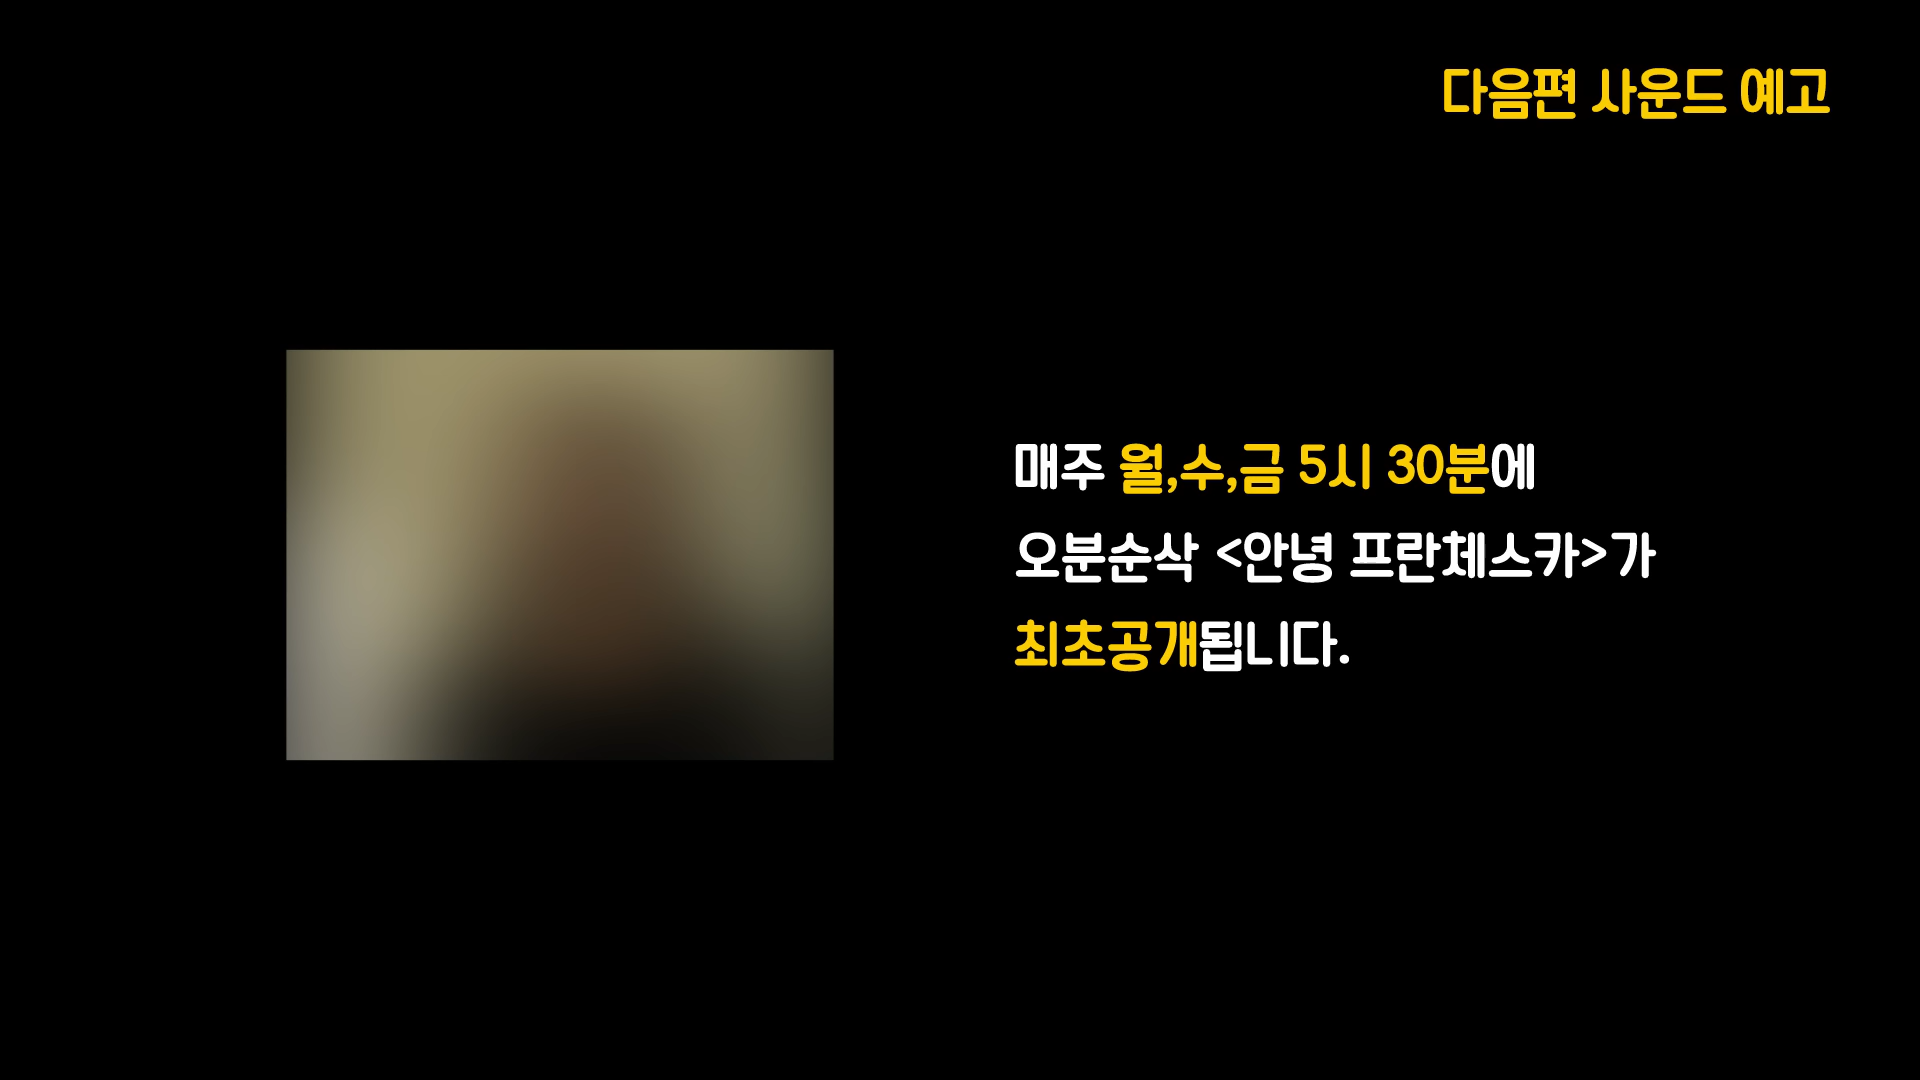 다음편 사운드 예고
매주 월,수,금 5시 30분에
오분순삭 <안녕 프란체스카>가
최초공개됩니다.